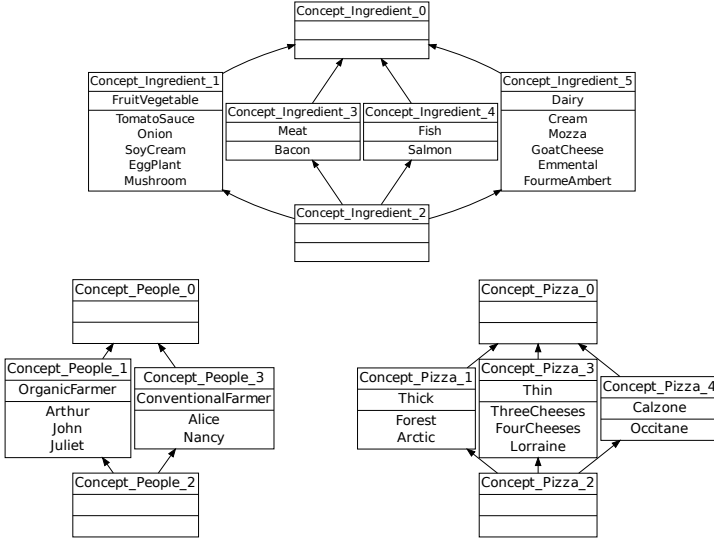 Concept_Ingredient_0
Concept_Ingredient_1
FruitVegetable
TomatoSauce
Onion
SoyCream
EggPlant
Mushroom
Concept_Ingredient_3
Meat
Bacon
Concept_Ingredient_4
Fish
Salmon
Concept_Ingredient_5
Dairy
Cream
Mozza
GoatCheese
Emmental
FourmeAmbert
Concept_Ingredient_2
Concept_People_0
Concept_People_1
OrganicFarmer
Arthur
John
Juliet
Concept_People_3
ConventionalFarmer
Alice
Nancy
Concept_People_2
Concept_Pizza_0
Concept_Pizza_1
Thick
Forest
Arctic
Concept_Pizza_3
Thin
ThreeCheeses
FourCheeses
Lorraine
Concept_Pizza_4
Calzone
Occitane
Concept_Pizza_2